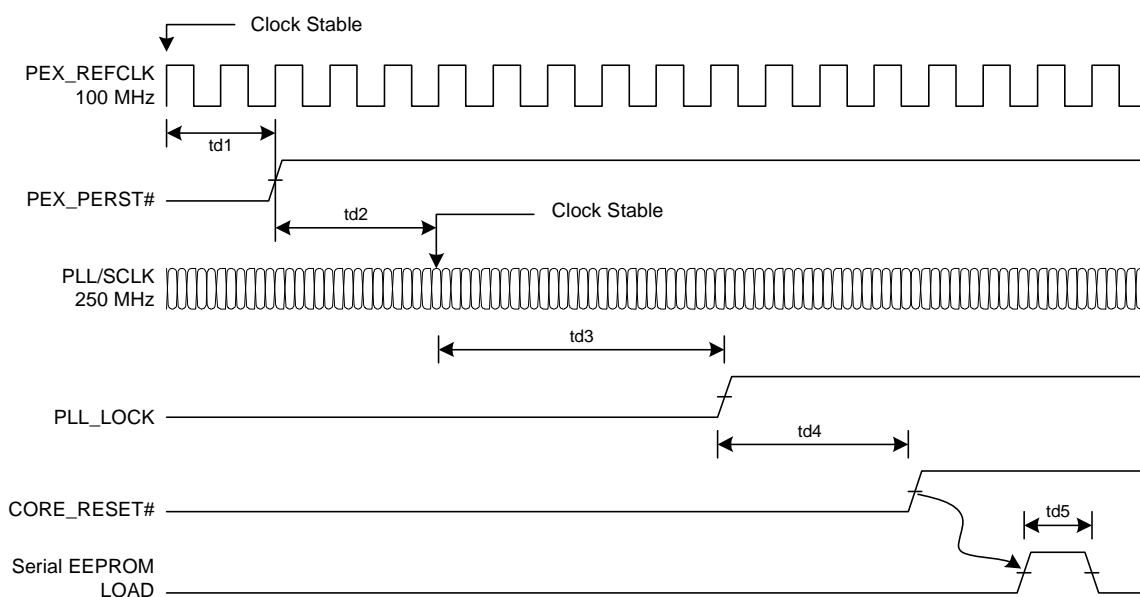 Clock Stable
PEX_REFCLK
100 MHz
td1
PEX_PERST#
td2
Clock Stable
PLL/SCLK
250 MHz
td3
PLL_LOCK
td4
CORE_RESET#
td5
Serial EEPROM
LOAD